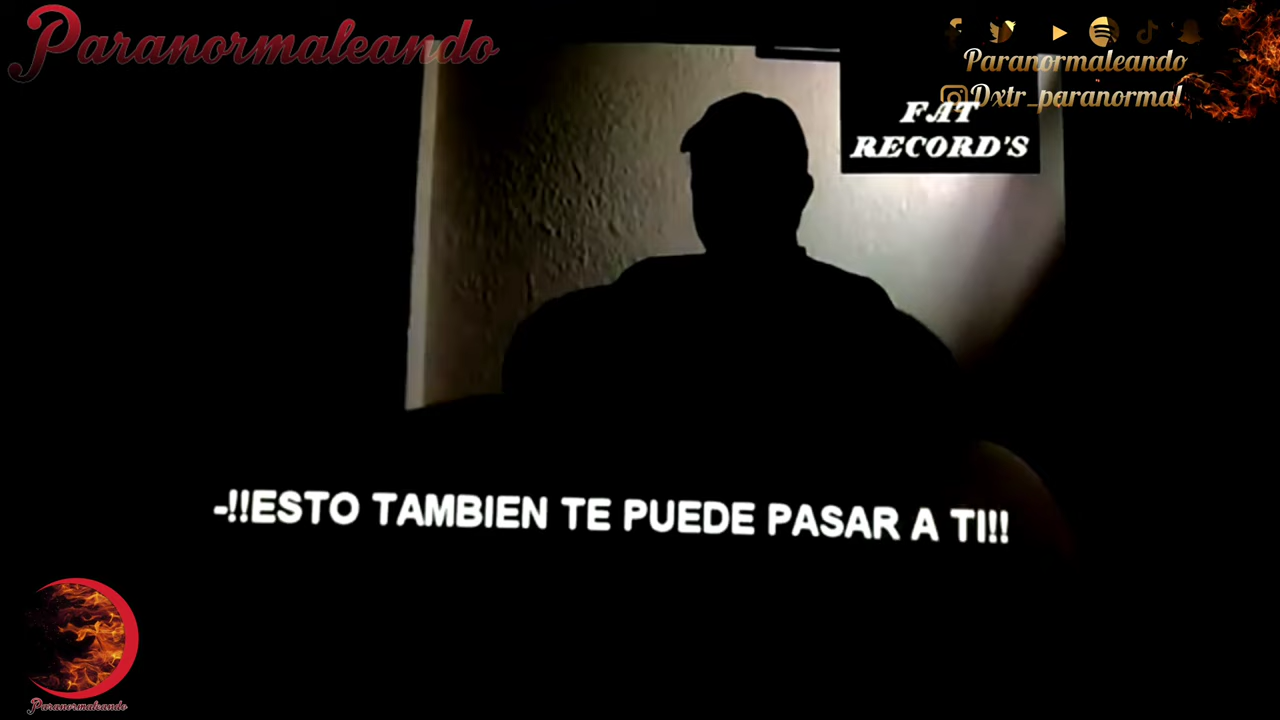 Paranormaleando
Paranormaleando
Dxtr_paranormal
FAT
RECORD'S
-!!ESTO TAMBIEN TE PUEDE PASAR A TI!!
Paranormaleando